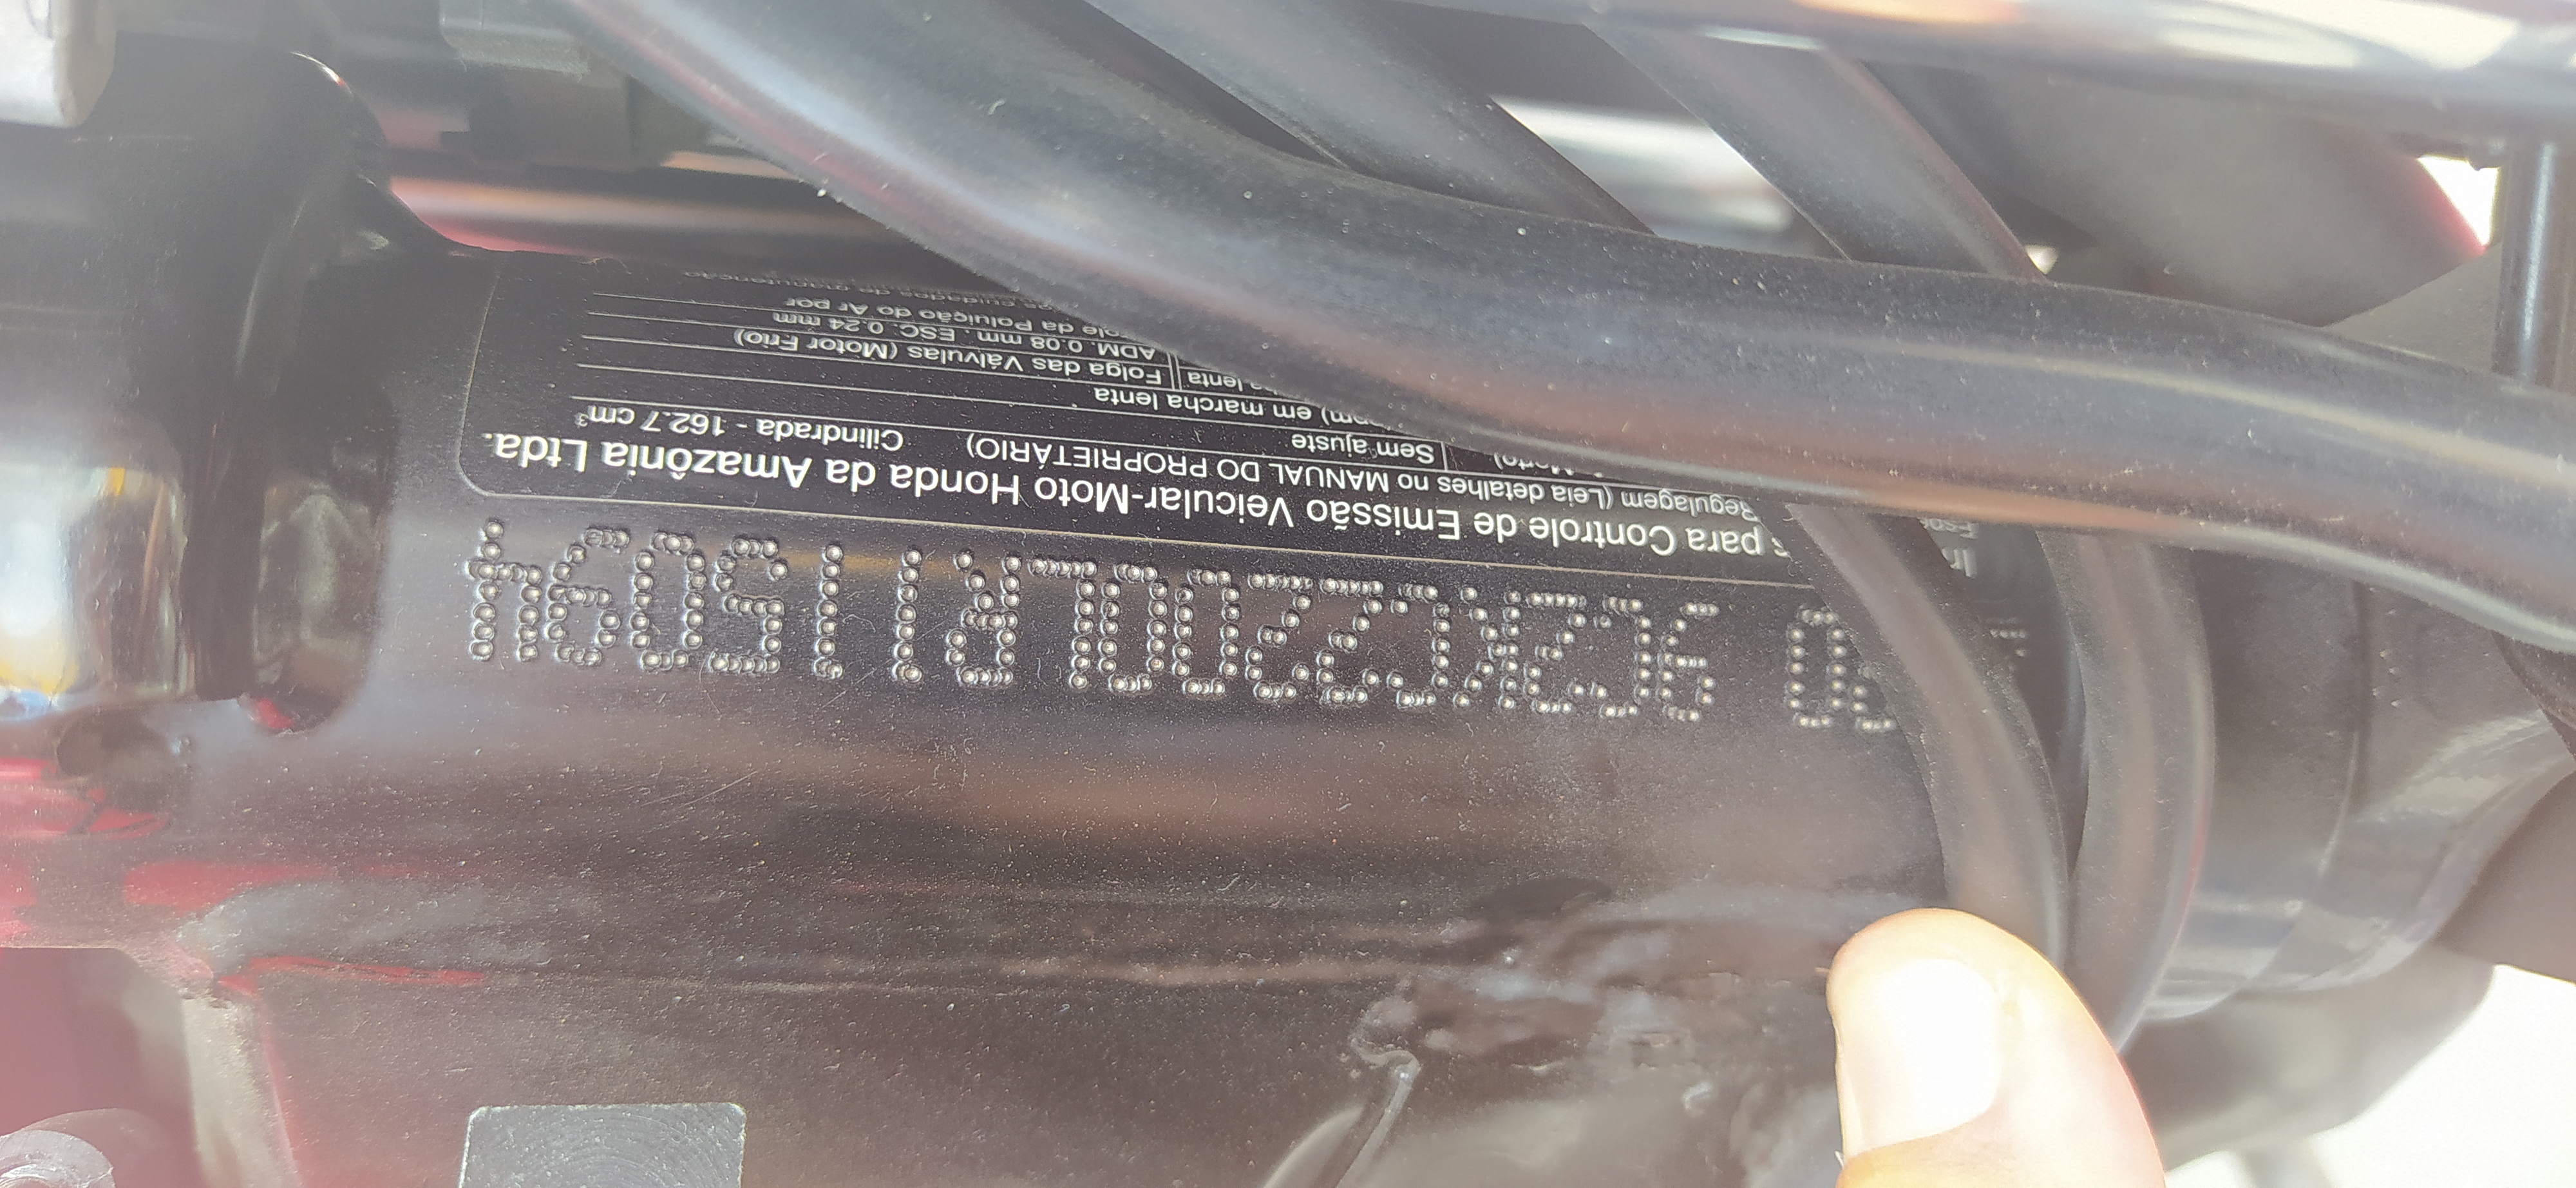 0 9C2KC2200LR115094
para Controle de Emissão Veicular-Moto Honda da Amazônia Ltda.
Regulagem (Leia detalhes no MANUAL DO PROPRIETÁRIO) Cilindrada - 162.7 cm³
Sem ajuste
em marcha lenta
lenta Folga das Válvulas (Motor Frio)
ADM. 0.08 mm. ESC. 0.24 mm
da Poluição do Ar por